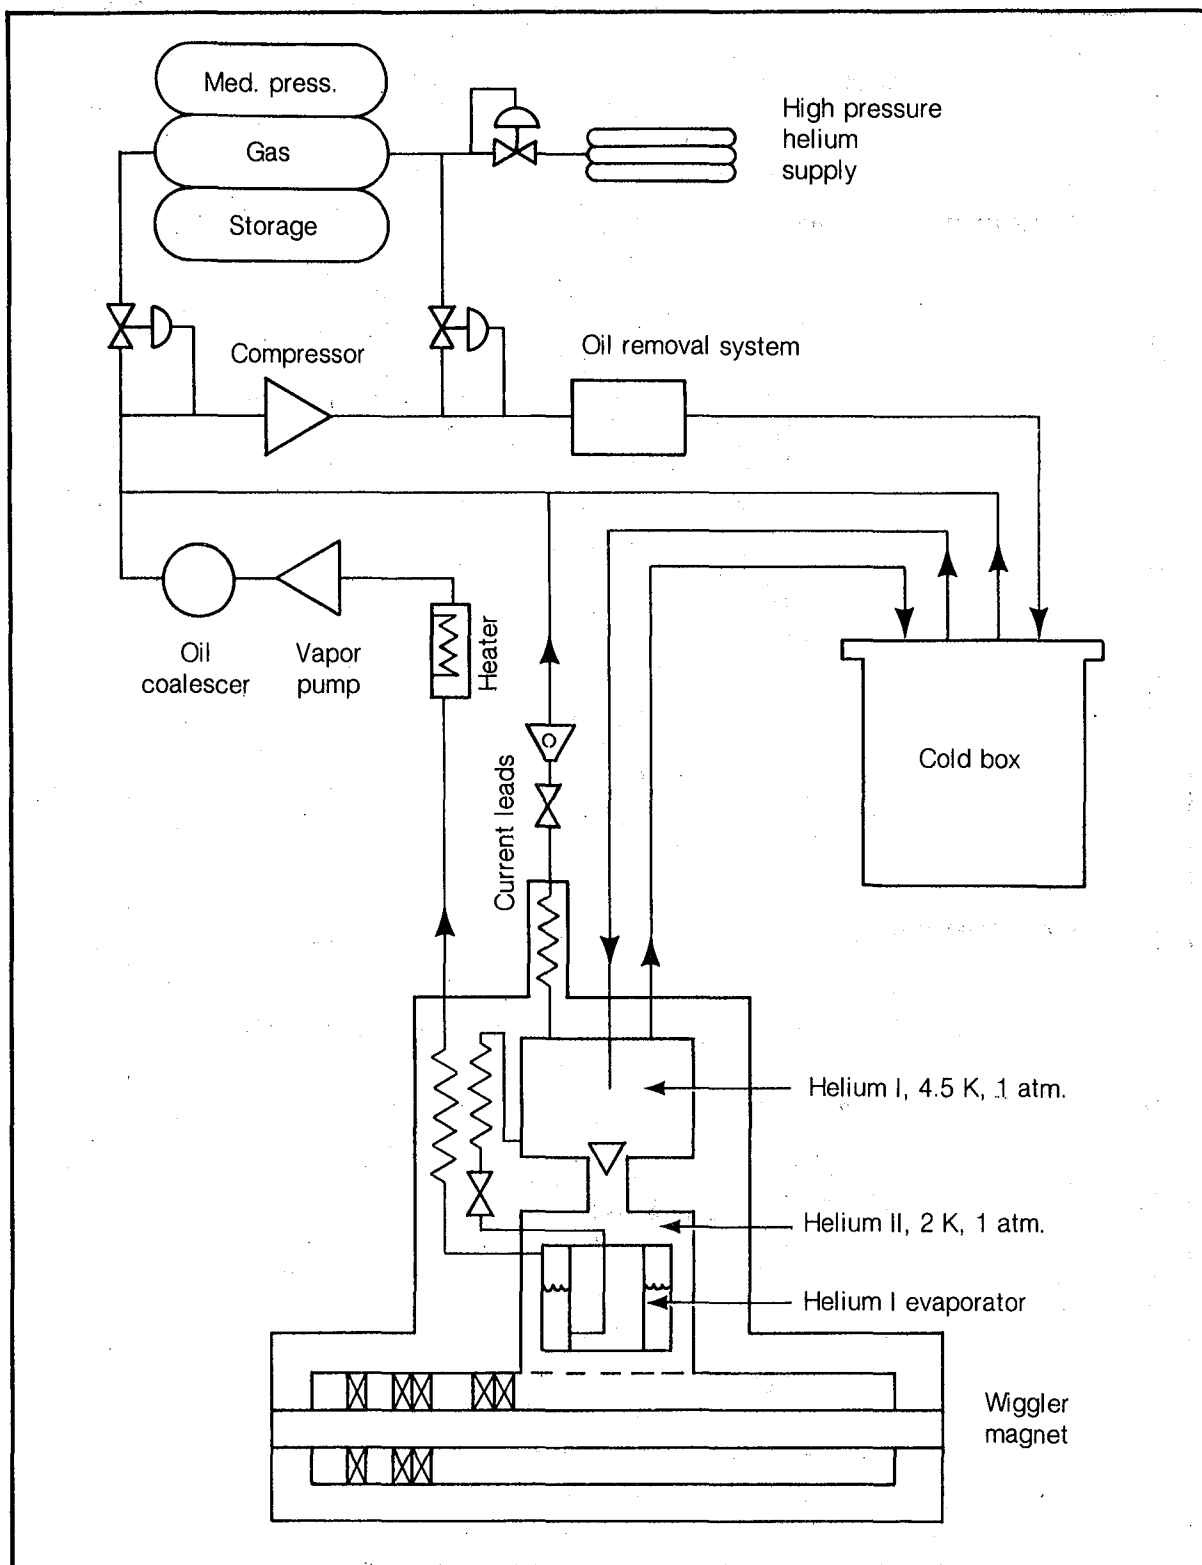 Med. press.
Gas
Storage
High pressure
helium
supply
Compressor
Oil removal system
Oil
coalescer
Vapor
pump
Heater
Current leads
Cold box
Helium I, 4.5 K, 1 atm.
Helium II, 2 K, 1 atm.
Helium I evaporator
Wiggler
magnet